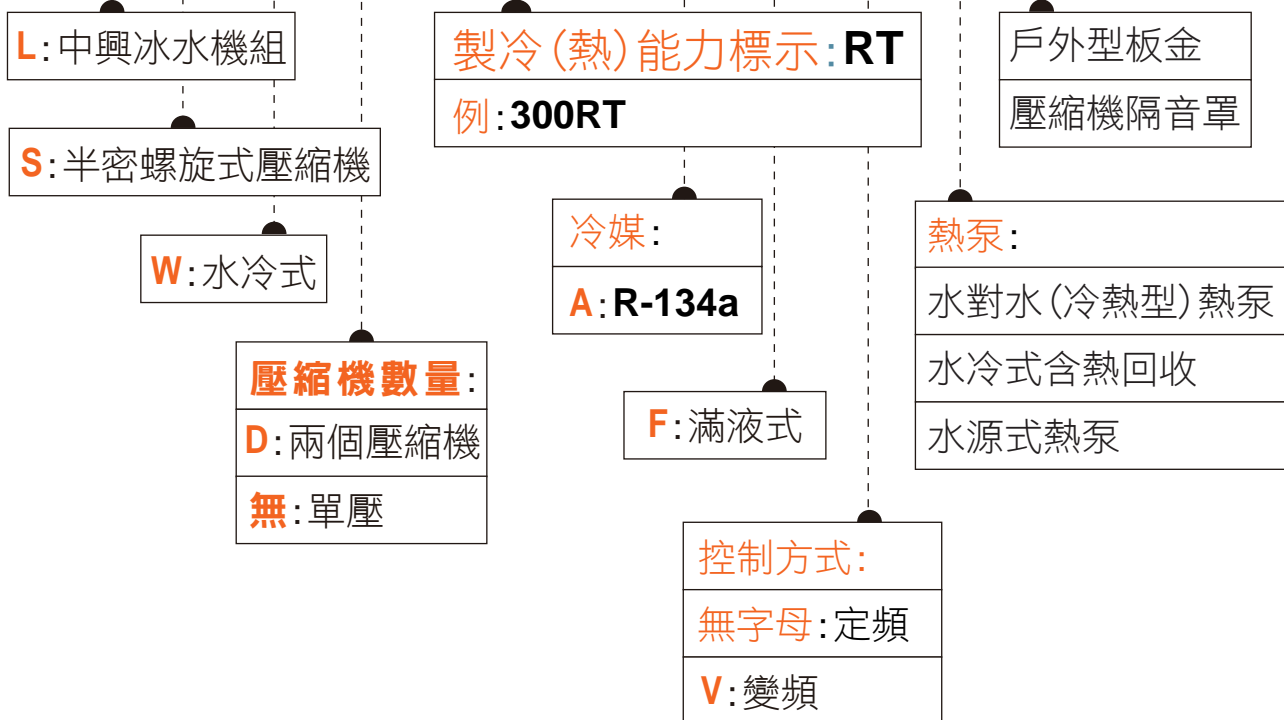 L:中興冰水機組
S:半密螺旋式壓縮機
W:水冷式
壓縮機數量:
D:兩個壓縮機
無:單壓
製冷(熱)能力標示:RT
例:300RT
冷媒:
A:R-134a
F:滿液式
控制方式:
無字母:定頻
V:變頻
熱泵:
水對水(冷熱型)熱泵
水冷式含熱回收
水源式熱泵
戶外型板金
壓縮機隔音罩